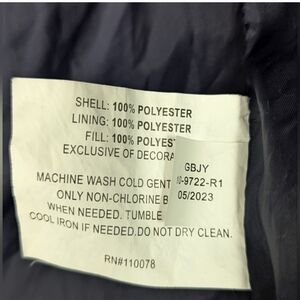 SHELL: 100% POLYESTER
LINING: 100% POLYESTER
FILL: 100% POLYES
EXCLUSIVE OF DECORA
GBJY
-9722-R1
05/2023
MACHINE WASH COLD GENT
ONLY NON-CHLORINE B
WHEN NEEDED. TUMBLE
COOL IRON IF NEEDED.DO NOT DRY CLEAN.
RN#110078